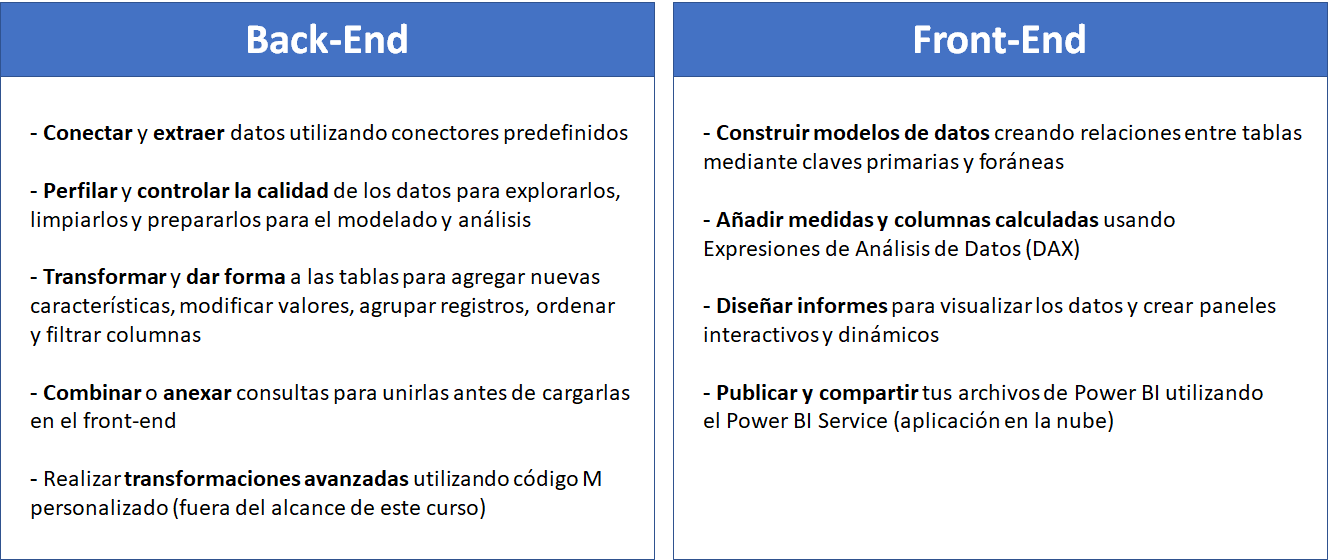 Back-End
- Conectar y extraer datos utilizando conectores predefinidos
- Perfilar y controlar la calidad de los datos para explorarlos,
limpiarlos y prepararlos para el modelado y análisis
- Transformar y dar forma a las tablas para agregar nuevas
características, modificar valores, agrupar registros, ordenar
y filtrar columnas
- Combinar o anexar consultas para unirlas antes de cargarlas
en el front-end
- Realizar transformaciones avanzadas utilizando código M
personalizado (fuera del alcance de este curso)
Front-End
- Construir modelos de datos creando relaciones entre tablas
mediante claves primarias y foráneas
- Añadir medidas y columnas calculadas usando
Expresiones de Análisis de Datos (DAX)
- Diseñar informes para visualizar los datos y crear paneles
interactivos y dinámicos
- Publicar y compartir tus archivos de Power BI utilizando
el Power BI Service (aplicación en la nube)